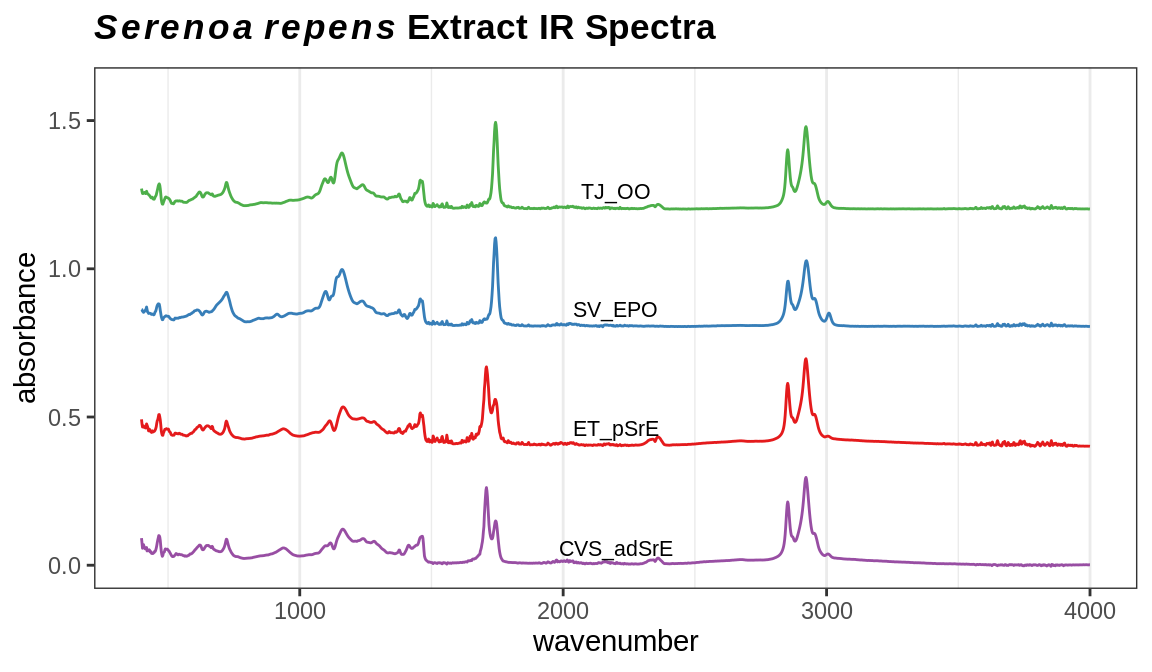 Serenoa repens Extract IR Spectra
absorbance
1.5
1.0
0.5
0.0
TJ_OO
SV_EPO
ET_pSrE
CVS_adSrE
1000 2000 3000 4000
wavenumber